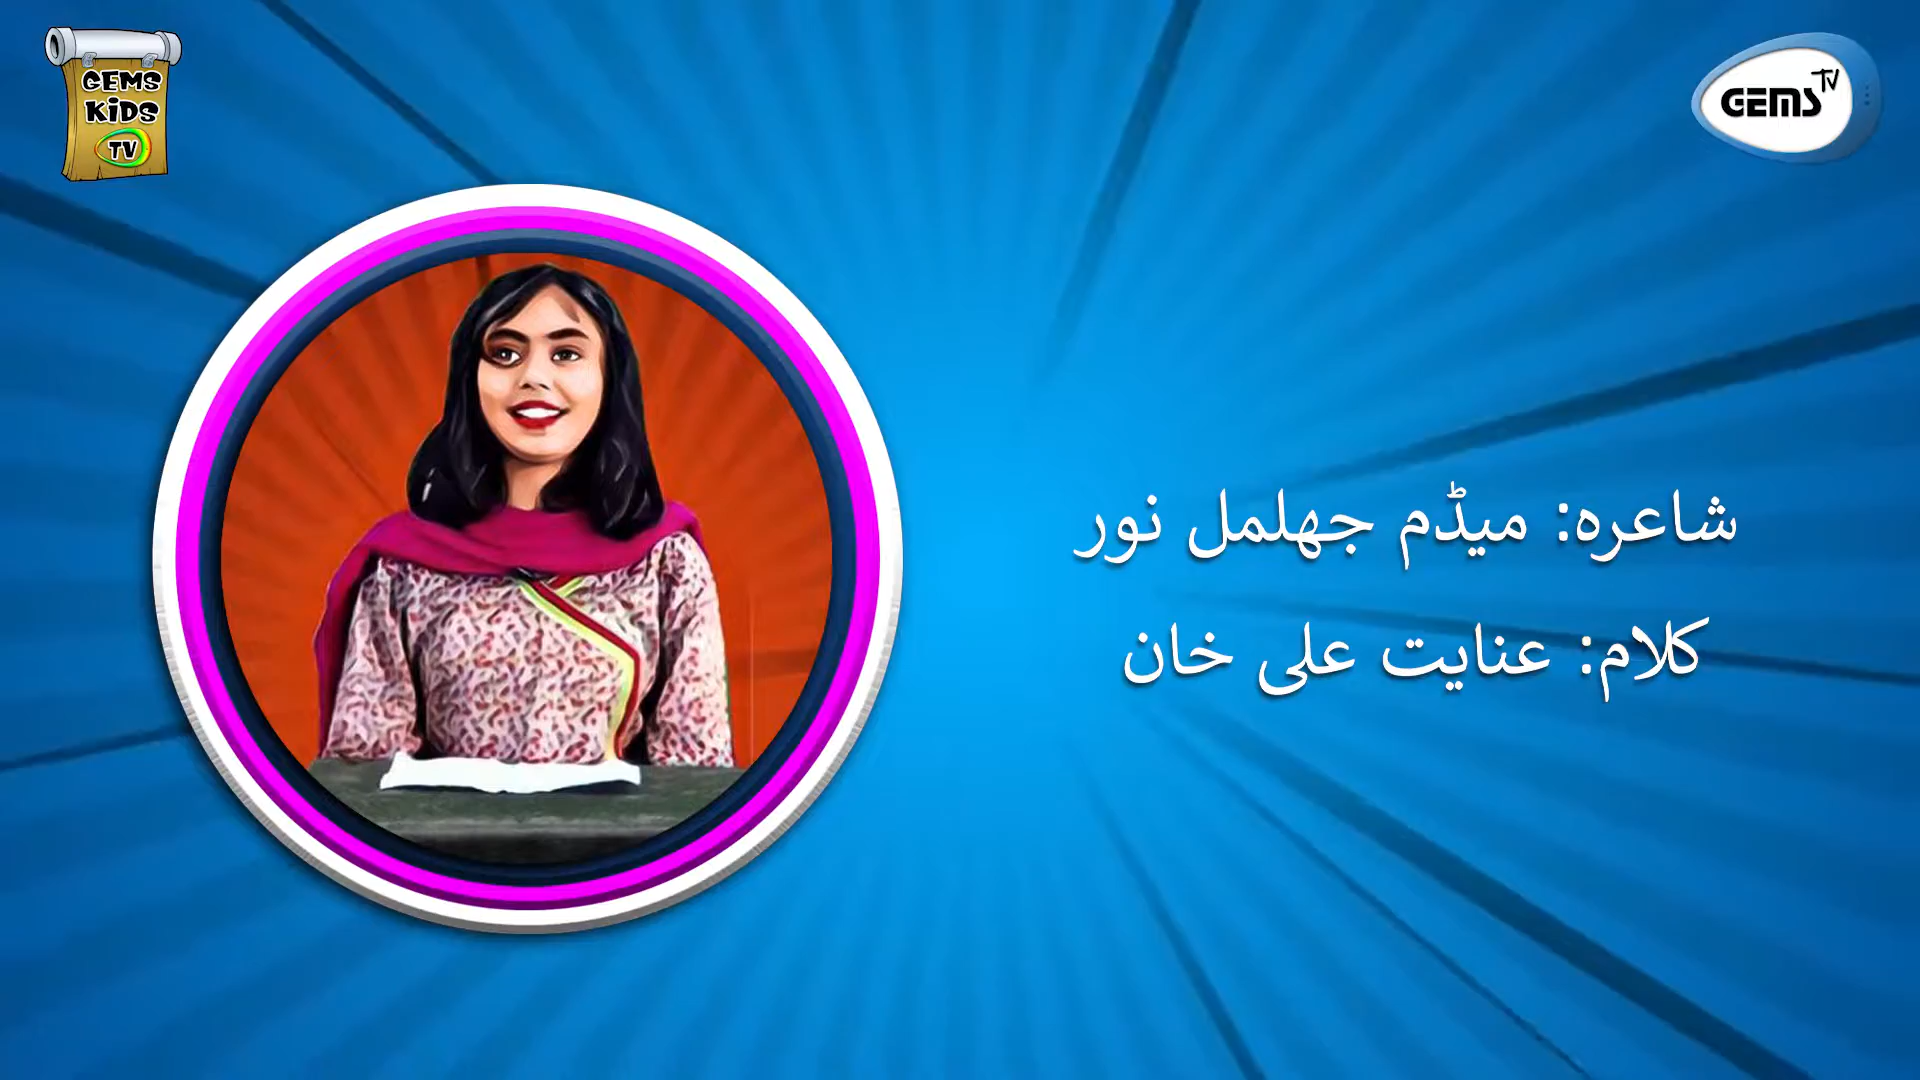 GEMS
KiDS
TV
GEMS TV
شاعرہ: میڈم جھلمل نور
کلام: عنایت علی خان